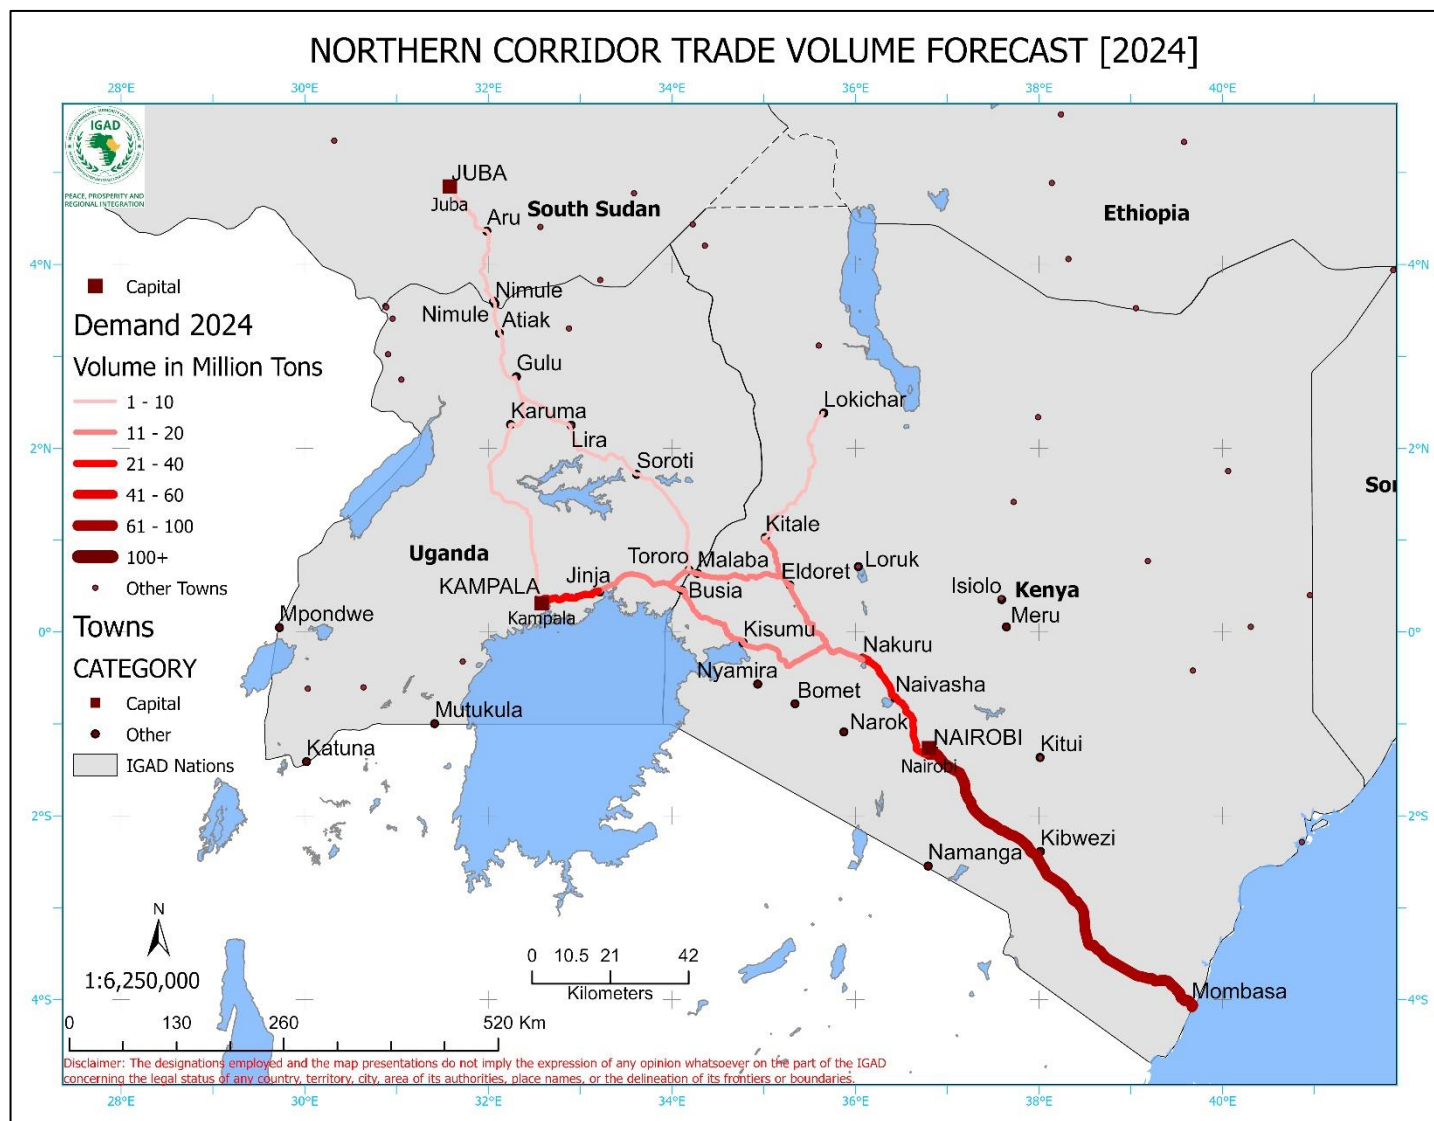 NORTHERN CORRIDOR TRADE VOLUME FORECAST [2024]
28°E 30°E 32°E 34°E 36°E 38°E 40°E
IGAD
PEACE, PROSPERITY AND
REGIONAL INTEGRATION
JUBA
Juba
Aru
South Sudan
Ethiopia
4°N 4°N
Capital
Demand 2024
Volume in Million Tons
1 - 10
11 - 20
21 - 40
41 - 60
61 - 100
100+
Other Towns
Towns
CATEGORY
Capital
Other
IGAD Nations
Nimule
Nimule
Atiak
Gulu
Karuma
Lira
Soroti
Lokichar
2°N 2°N
Sor
Kitale
Uganda
Tororo
Malaba
Eldoret
Loruk
KAMPALA
Jinja
Kampala
Busia
Isiolo
Kenya
Meru
Mpondwe
0° 0°
Kisumu
Nakuru
Nyamira
Naivasha
Bomet
Mutukula
Narok
Katuna
NAIROBI
Nairobi
Kitui
2°S 2°S
Kibwezi
Namanga
N
1:6,250,000
0 10.5 21 42
Kilometers
Mombasa
4°S 4°S
0 130 260 520 Km
Disclaimer: The designations employed and the map presentations do not imply the expression of any opinion whatsoever on the part of the IGAD
concerning the legal status of any country, territory, city, area of its authorities, place names, or the delineation of its frontiers or boundaries.
28°E 30°E 32°E 34°E 36°E 38°E 40°E